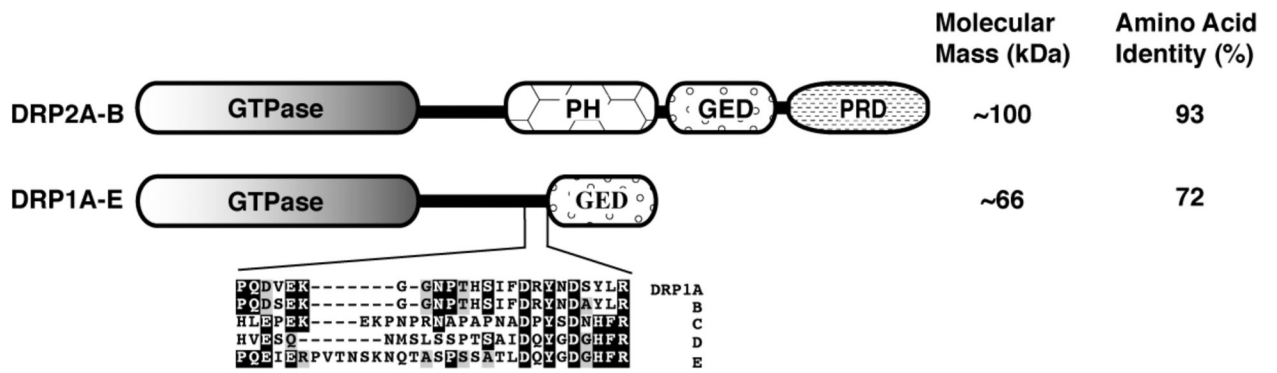 Molecular Mass (kDa) Amino Acid Identity (%)
DRP2A-B GTPase PH GED PRD ~100 93
DRP1A-E GTPase GED ~66 72
PQDVEK-------G-GNPTHSIFDRYNDSYLR DRP1A
PQDSEK-------G-GNPTHSIFDRYNDAYLR B
HLEPEK----EKPNPRNAPAPNADPYSDNHFR C
HVESQ-------NMSLSSPTSAIDQYGDGHFR D
PQEIERPVTNSKNQTASPSSATLDQYGDGHFR E